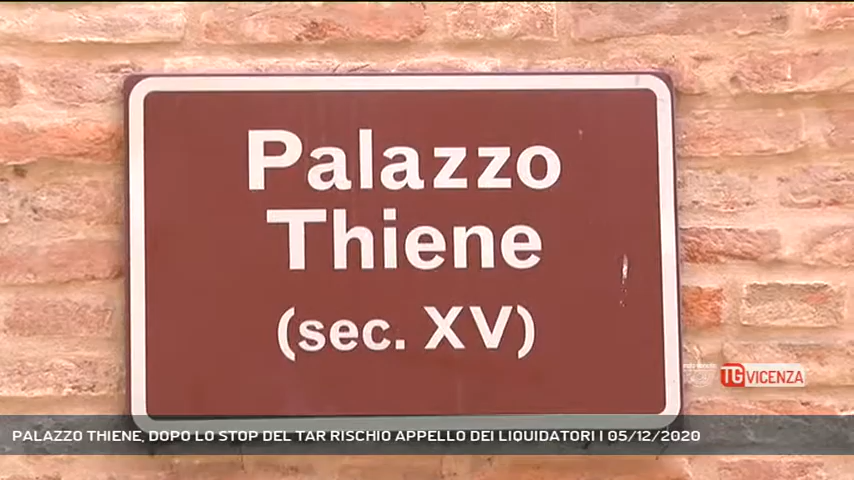 Palazzo
Thiene
(sec. XV)
TG VICENZA
PALAZZO THIENE, DOPO LO STOP DEL TAR RISCHIO APPELLO DEI LIQUIDATORI | 05/12/2020